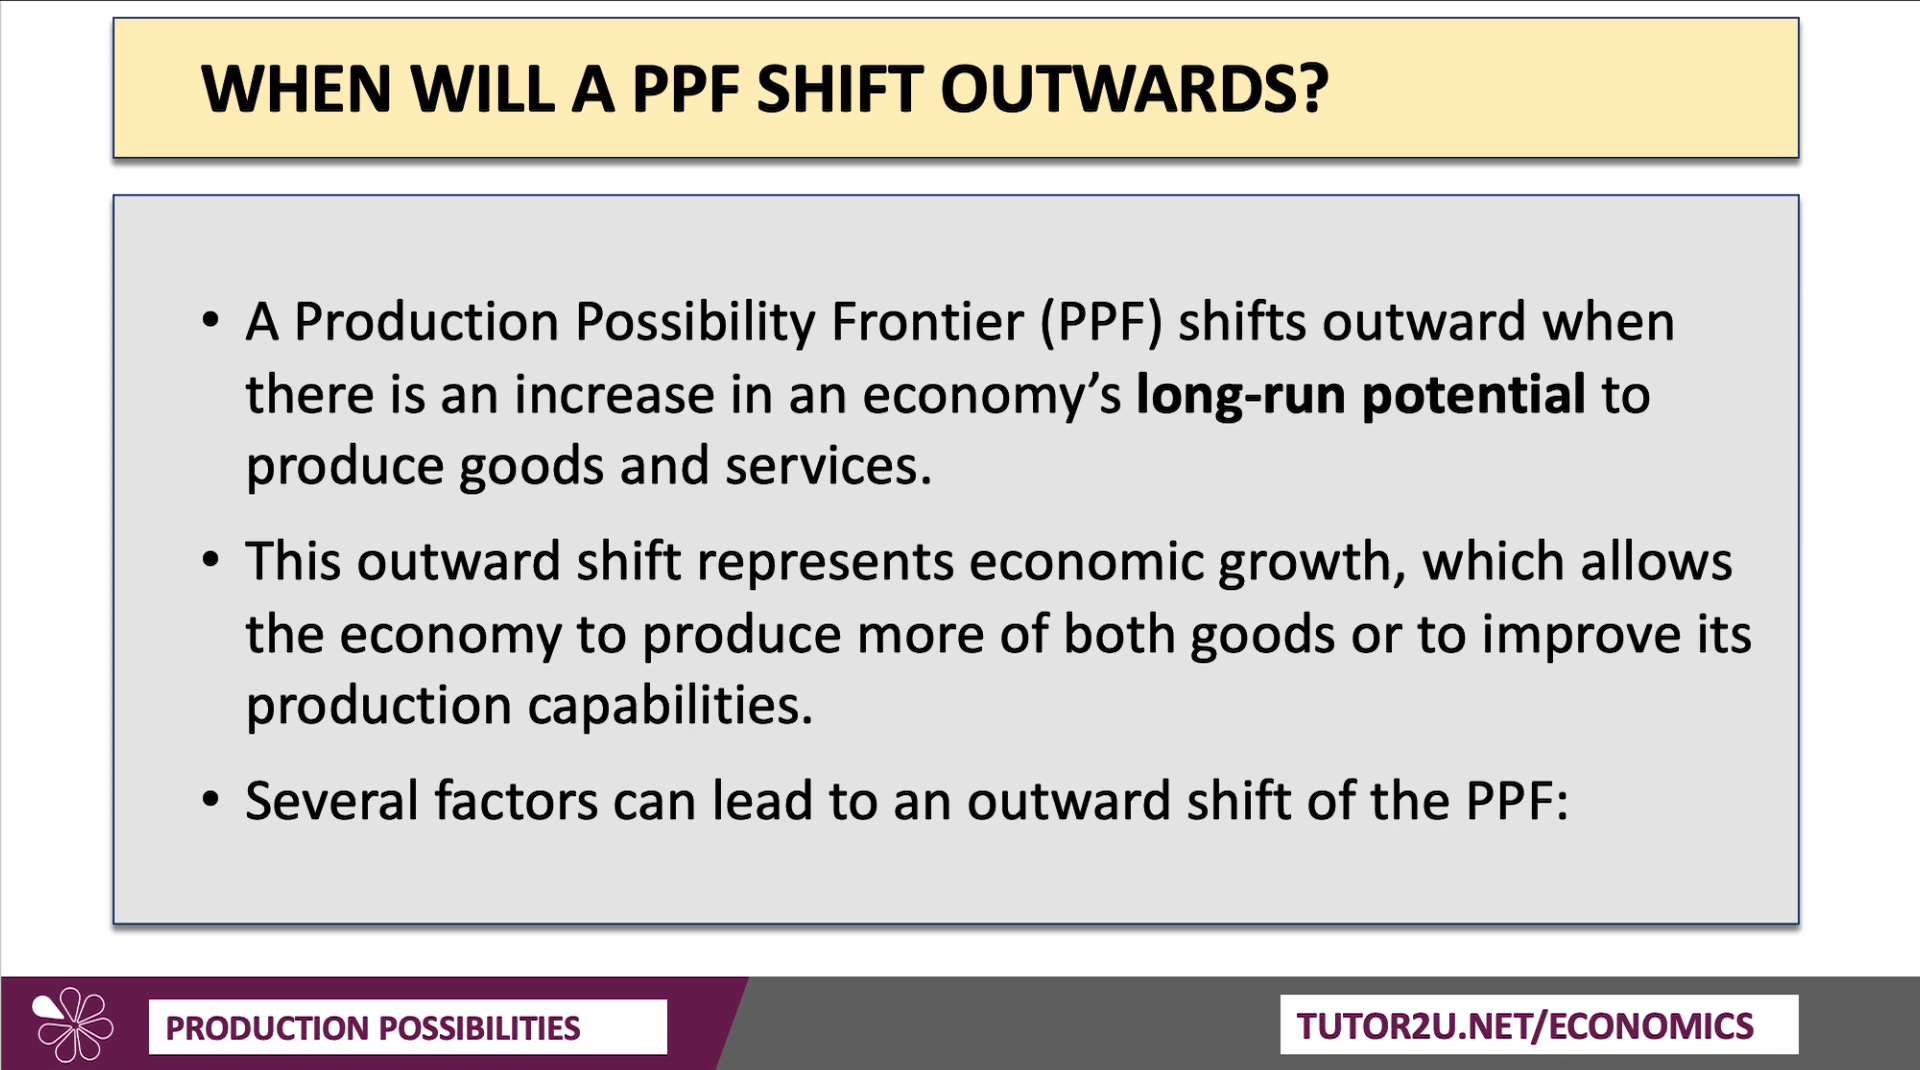 WHEN WILL A PPF SHIFT OUTWARDS?
• A Production Possibility Frontier (PPF) shifts outward when
there is an increase in an economy’s long-run potential to
produce goods and services.
• This outward shift represents economic growth, which allows
the economy to produce more of both goods or to improve its
production capabilities.
• Several factors can lead to an outward shift of the PPF:
PRODUCTION POSSIBILITIES
TUTOR2U.NET/ECONOMICS